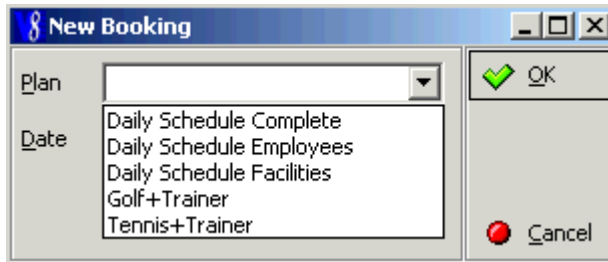 New Booking
Plan
OK
Daily Schedule Complete
Date
Daily Schedule Employees
Daily Schedule Facilities
Golf+Trainer
Tennis+Trainer
Cancel